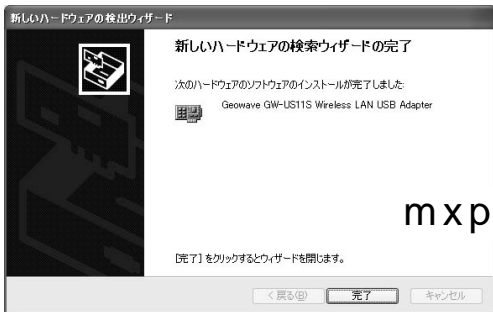 新しいハードウェアの検出ウィザード
新しいハードウェアの検索ウィザードの完了
次のハードウェアのソフトウェアのインストールが完了しました:
Geowave GW-US11S Wireless LAN USB Adapter
mxp
[完了] をクリックするとウィザードを閉じます。
< 戻る(B)
完了
キャンセル